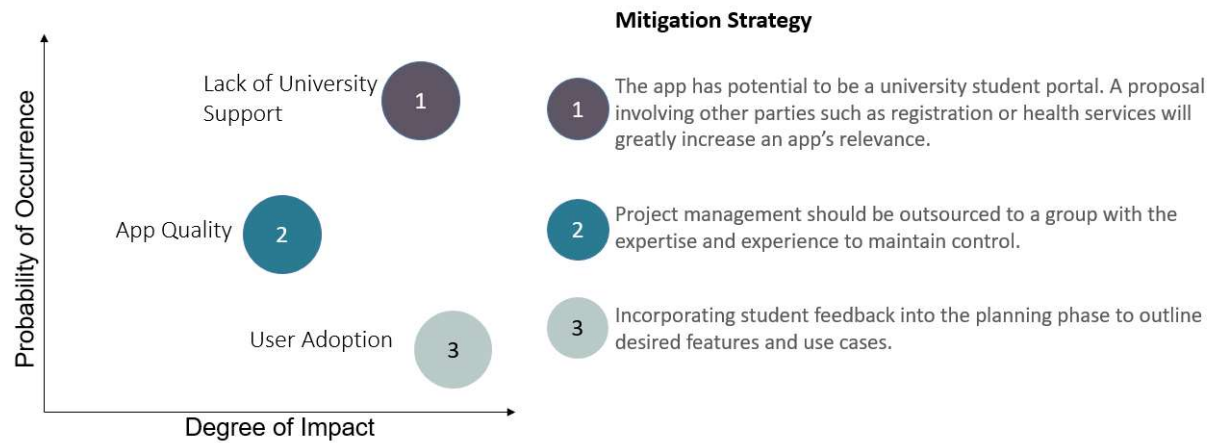 Mitigation Strategy
Probability of Occurrence
Lack of University
Support
1
App Quality
2
User Adoption
3
Degree of Impact
1
The app has potential to be a university student portal. A proposal
involving other parties such as registration or health services will
greatly increase an app’s relevance.
2
Project management should be outsourced to a group with the
expertise and experience to maintain control.
3
Incorporating student feedback into the planning phase to outline
desired features and use cases.